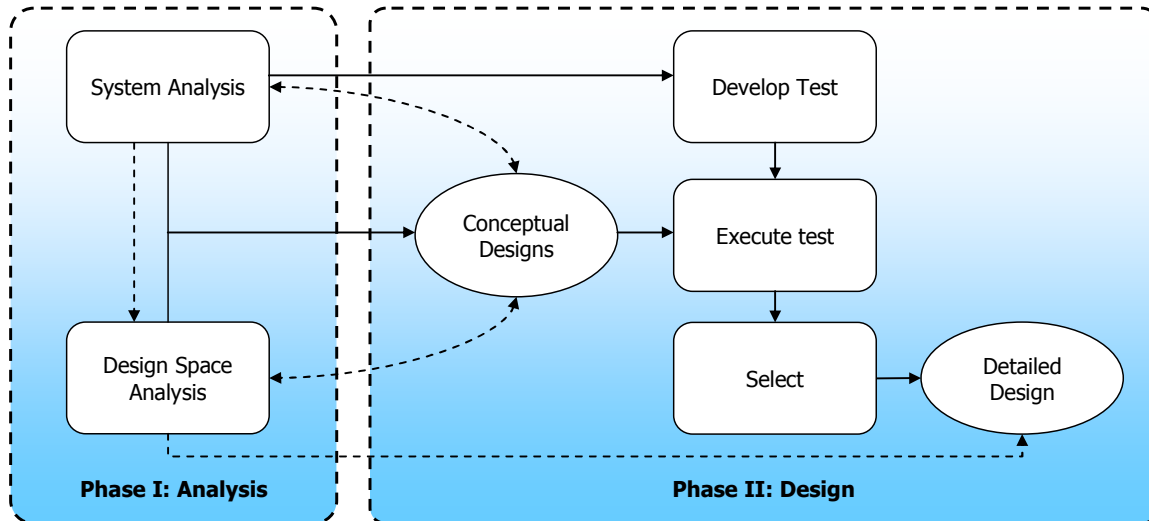 System Analysis
Develop Test
Conceptual
Designs
Execute test
Design Space
Analysis
Select
Detailed
Design
Phase I: Analysis
Phase II: Design